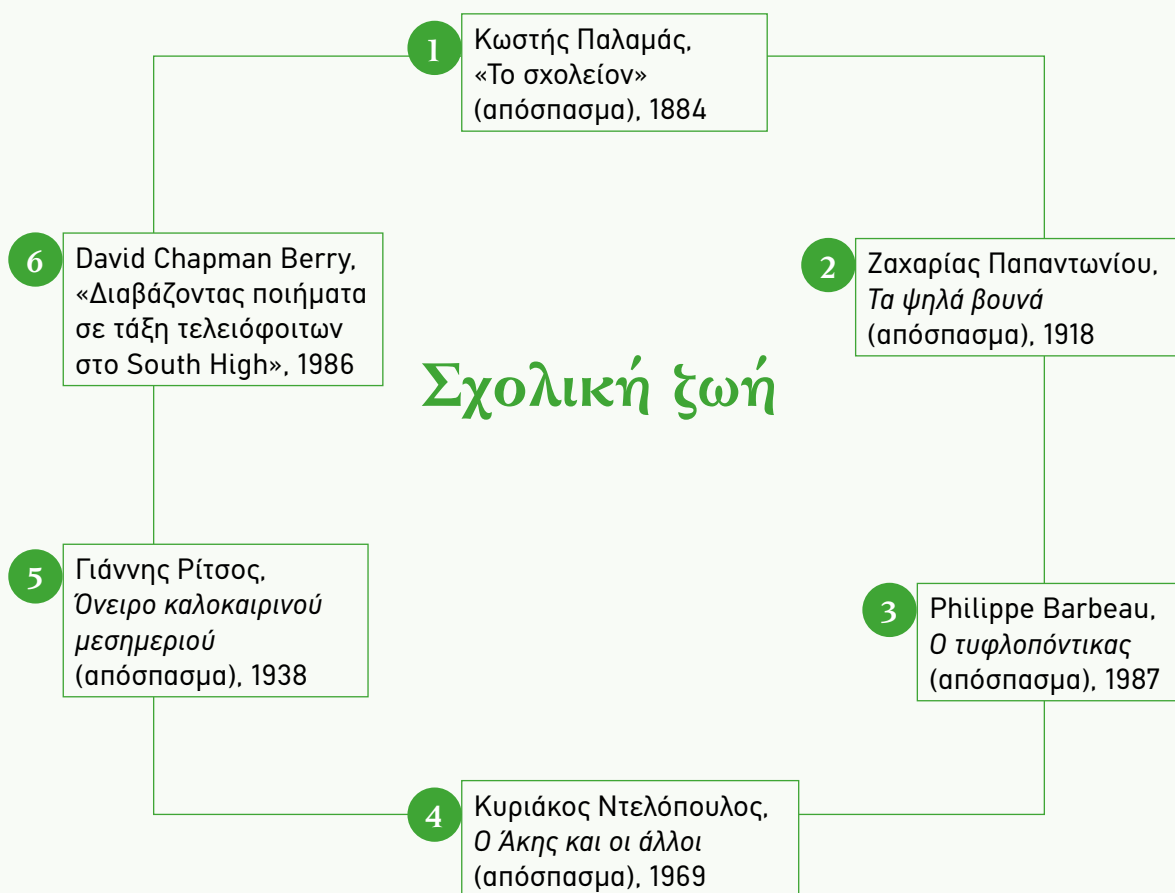 1
Κωστής Παλαμάς,
«Το σχολείον»
(απόσπασμα), 1884
2
Ζαχαρίας Παπαντωνίου,
Τα ψηλά βουνά
(απόσπασμα), 1918
3
Philippe Barbeau,
Ο τυφλοπόντικας
(απόσπασμα), 1987
4
Κυριάκος Ντελόπουλος,
Ο Άκης και οι άλλοι
(απόσπασμα), 1969
5
Γιάννης Ρίτσος,
Όνειρο καλοκαιρινού
μεσημεριού
(απόσπασμα), 1938
6
David Chapman Berry,
«Διαβάζοντας ποιήματα
σε τάξη τελειόφοιτων
στο South High», 1986
Σχολική ζωή